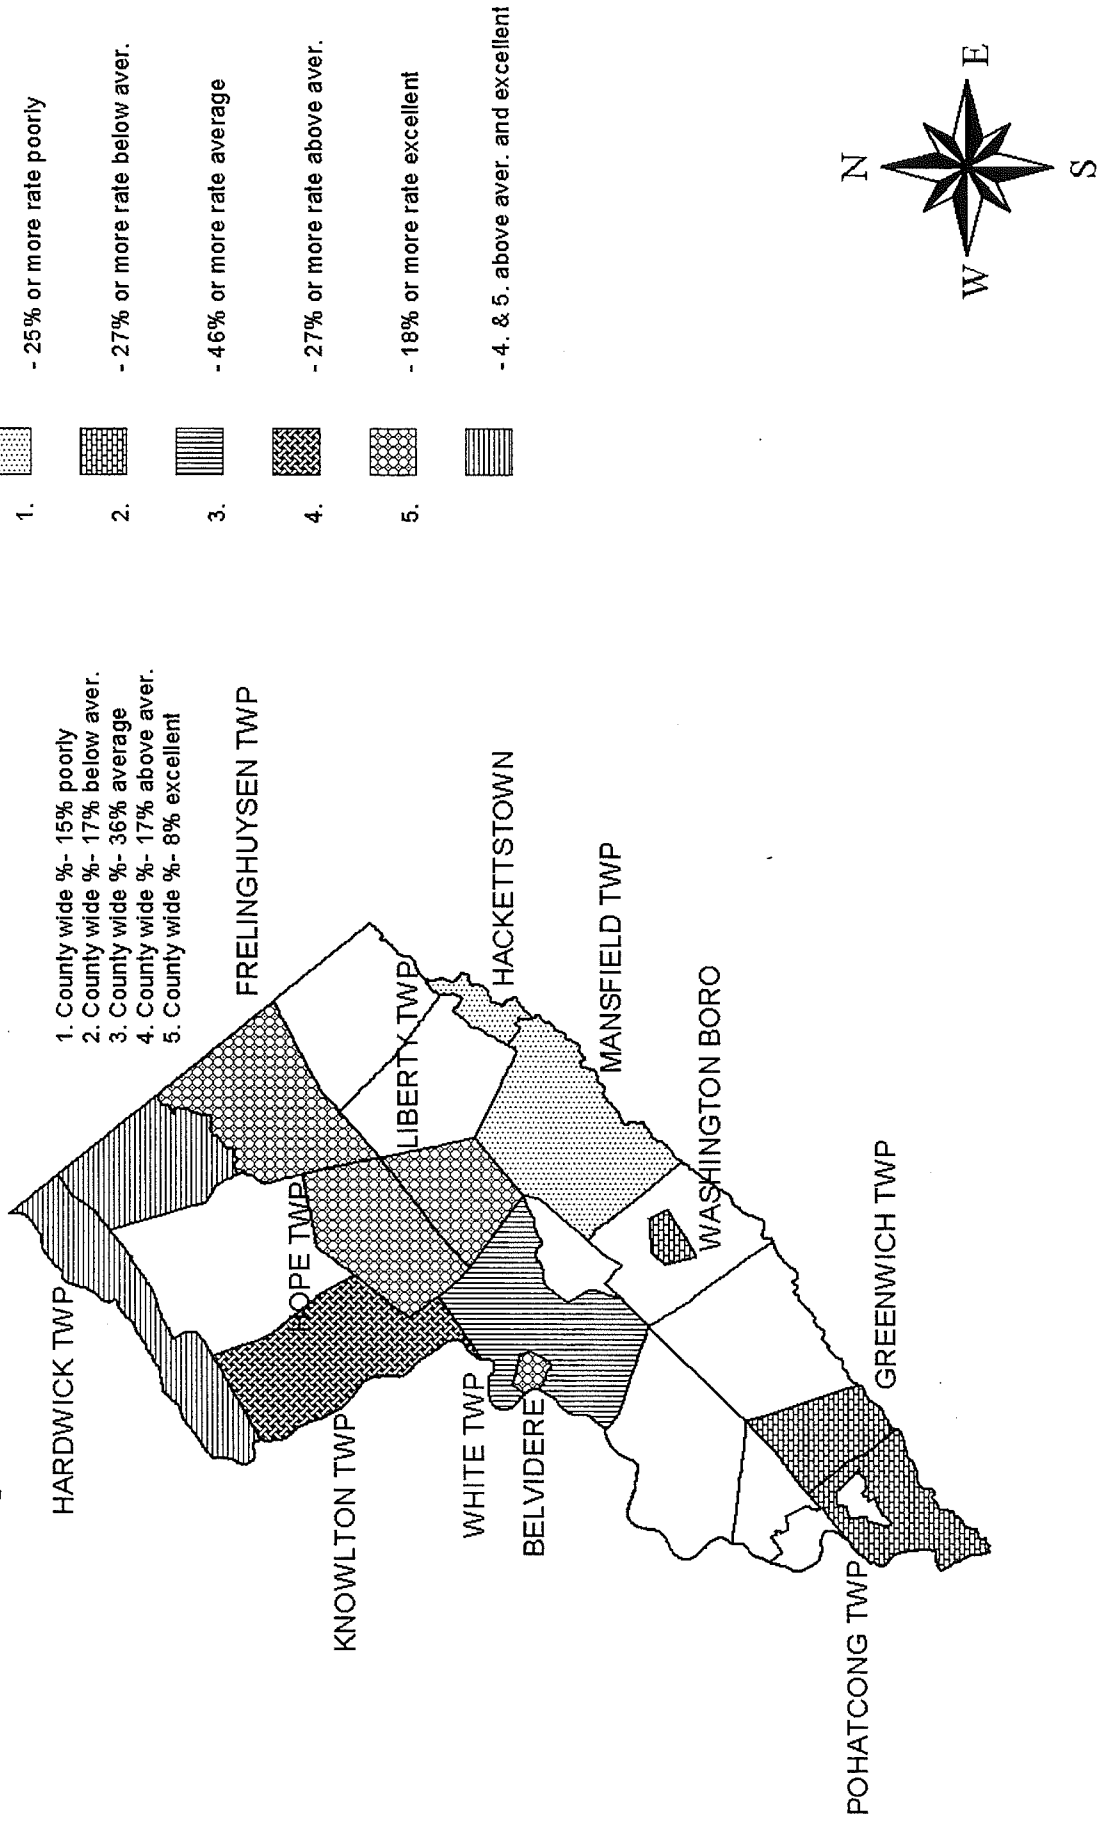 1. - 25% or more rate poorly
2. - 27% or more rate below aver.
3. - 46% or more rate average
4. - 27% or more rate above aver.
5. - 18% or more rate excellent
- 4. & 5. above aver. and excellent
1. County wide %- 15% poorly
2. County wide %- 17% below aver.
3. County wide %- 36% average
4. County wide %- 17% above aver.
5. County wide %- 8% excellent
HARDWICK TWP
FRELINGHUYSEN TWP
HOPE TWP
KNOWLTON TWP
LIBERTY TWP
WHITE TWP
HACKETTSTOWN
BELVIDERE
MANSFIELD TWP
WASHINGTON BORO
POHATCONG TWP
GREENWICH TWP
N
W
E
S